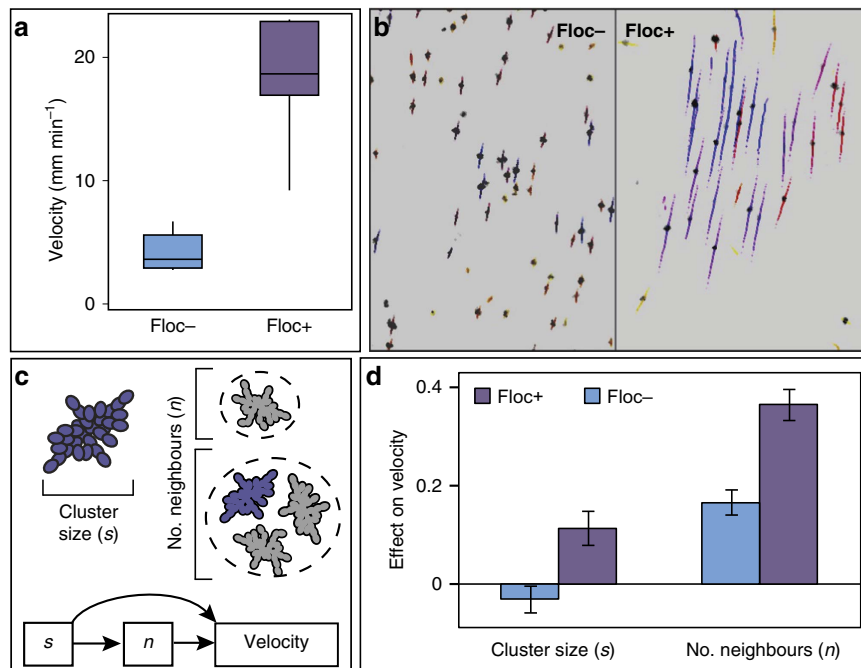 a
Velocity (mm min⁻¹)
20
10
0
Floc–
Floc+
b
Floc–
Floc+
c
Cluster
size (s)
No. neighbours (n)
s
n
Velocity
d
Effect on velocity
0.4
0.2
0
Floc+
Floc–
Cluster size (s)
No. neighbours (n)